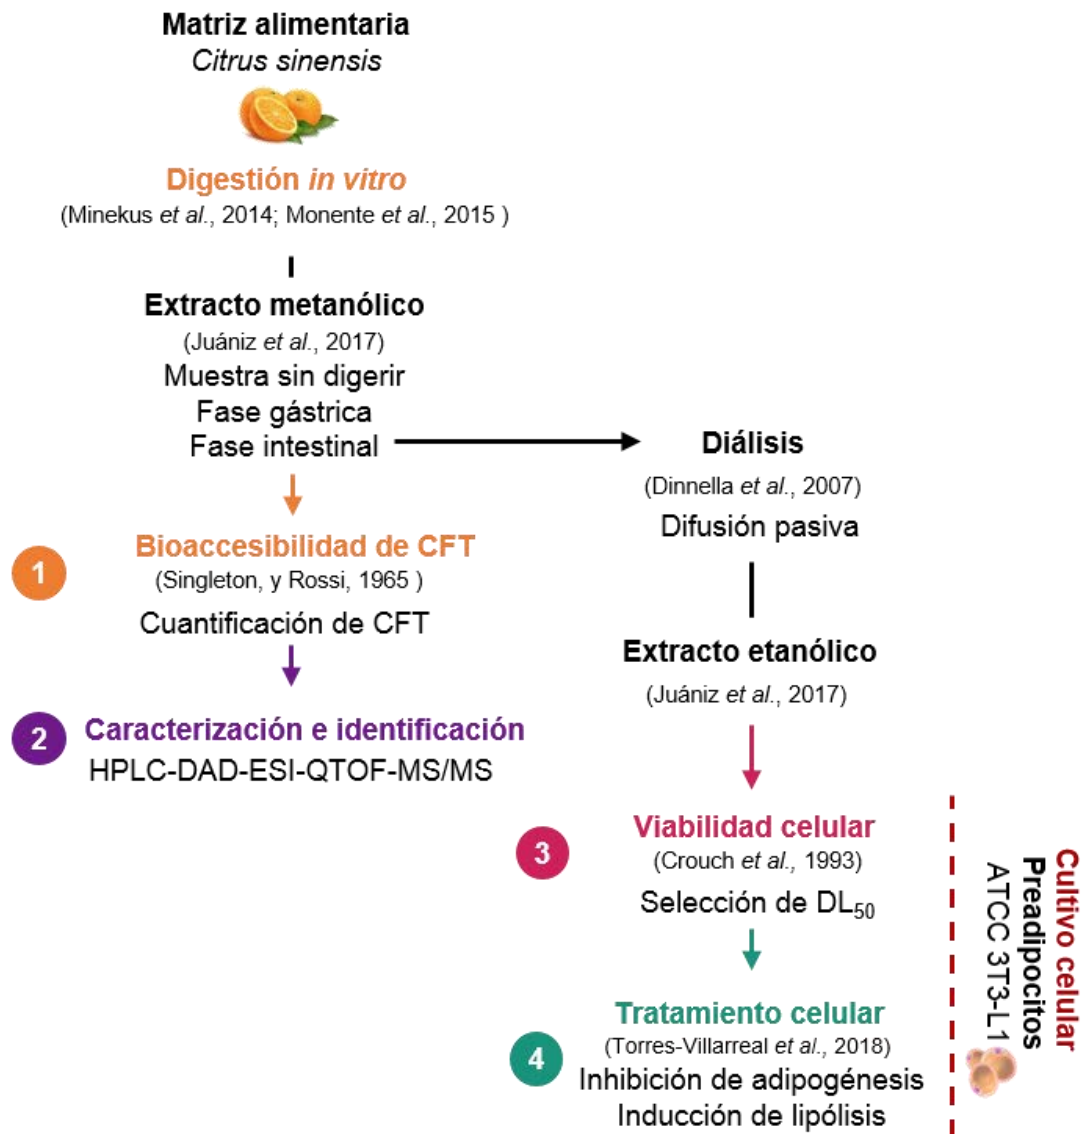 Matriz alimentaria
Citrus sinensis
Digestión in vitro
(Minekus et al., 2014; Monente et al., 2015 )
Extracto metanólico
(Juániz et al., 2017)
Muestra sin digerir
Fase gástrica
Fase intestinal
1
Bioaccesibilidad de CFT
(Singleton, y Rossi, 1965 )
Cuantificación de CFT
2
Caracterización e identificación
HPLC-DAD-ESI-QTOF-MS/MS
Diálisis
(Dinnella et al., 2007)
Difusión pasiva
Extracto etanólico
(Juániz et al., 2017)
3
Viabilidad celular
(Crouch et al., 1993)
Selección de DL50
4
Tratamiento celular
(Torres-Villarreal et al., 2018)
Inhibición de adipogénesis
Inducción de lipólisis
Cultivo celular
Preadipocitos
ATCC 3T3-L1